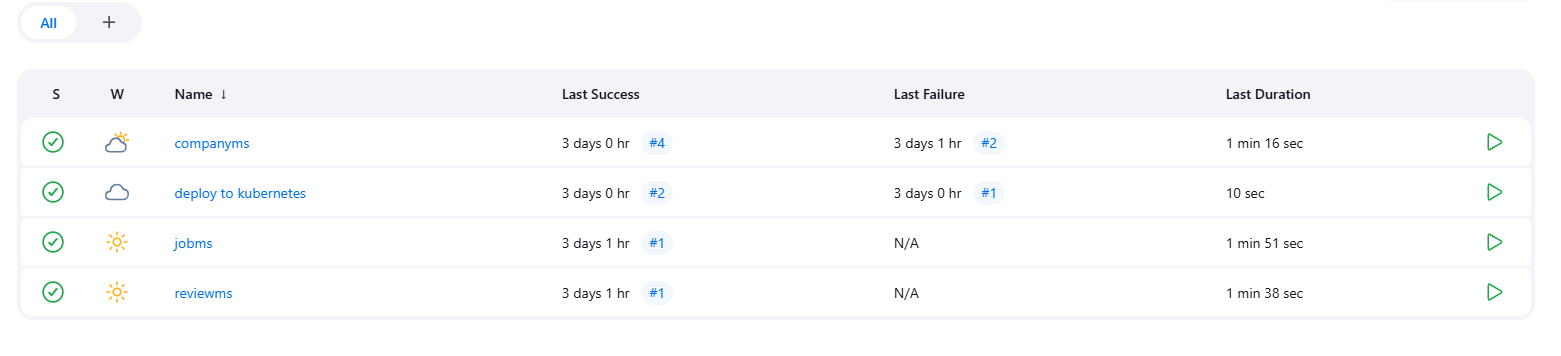 All +
S W Name ↓ Last Success Last Failure Last Duration
companyms 3 days 0 hr #4 3 days 1 hr #2 1 min 16 sec
deploy to kubernetes 3 days 0 hr #2 3 days 0 hr #1 10 sec
jobms 3 days 1 hr #1 N/A 1 min 51 sec
reviewms 3 days 1 hr #1 N/A 1 min 38 sec